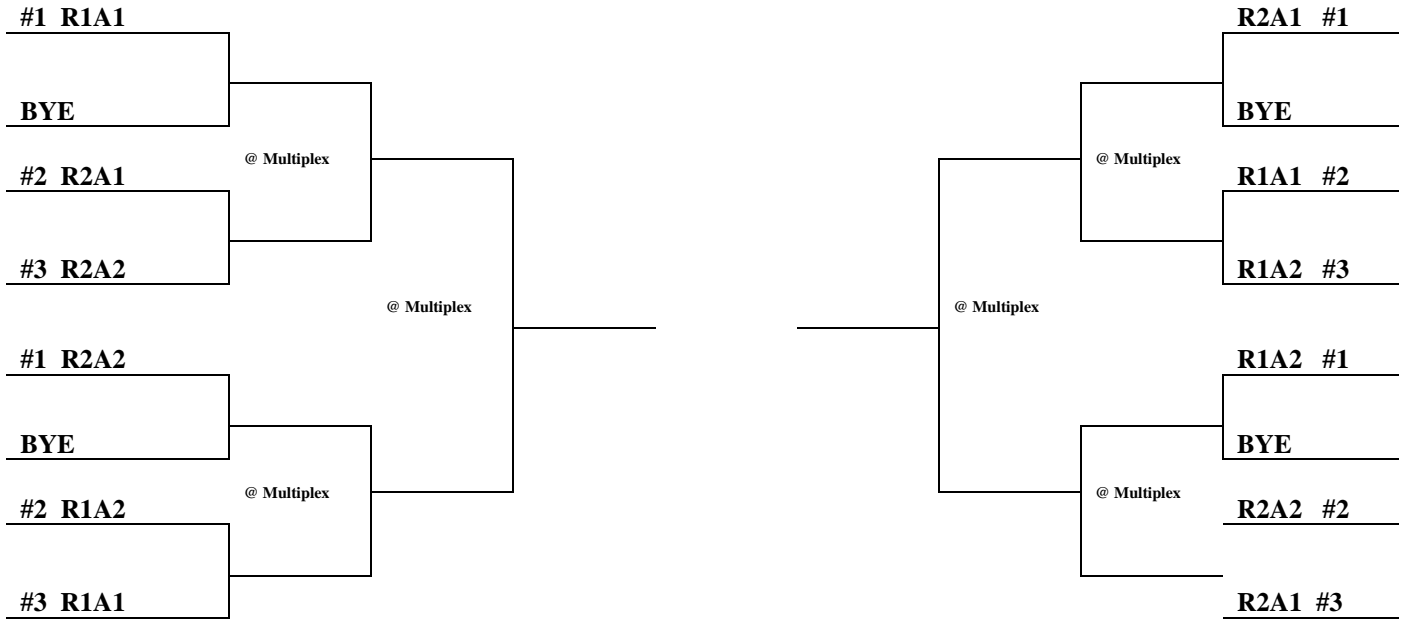 #1 R1A1
BYE
@ Multiplex
#2 R2A1
#3 R2A2
@ Multiplex
#1 R2A2
BYE
@ Multiplex
#2 R1A2
#3 R1A1
R2A1 #1
BYE
@ Multiplex
R1A1 #2
R1A2 #3
@ Multiplex
R1A2 #1
BYE
@ Multiplex
R2A2 #2
R2A1 #3